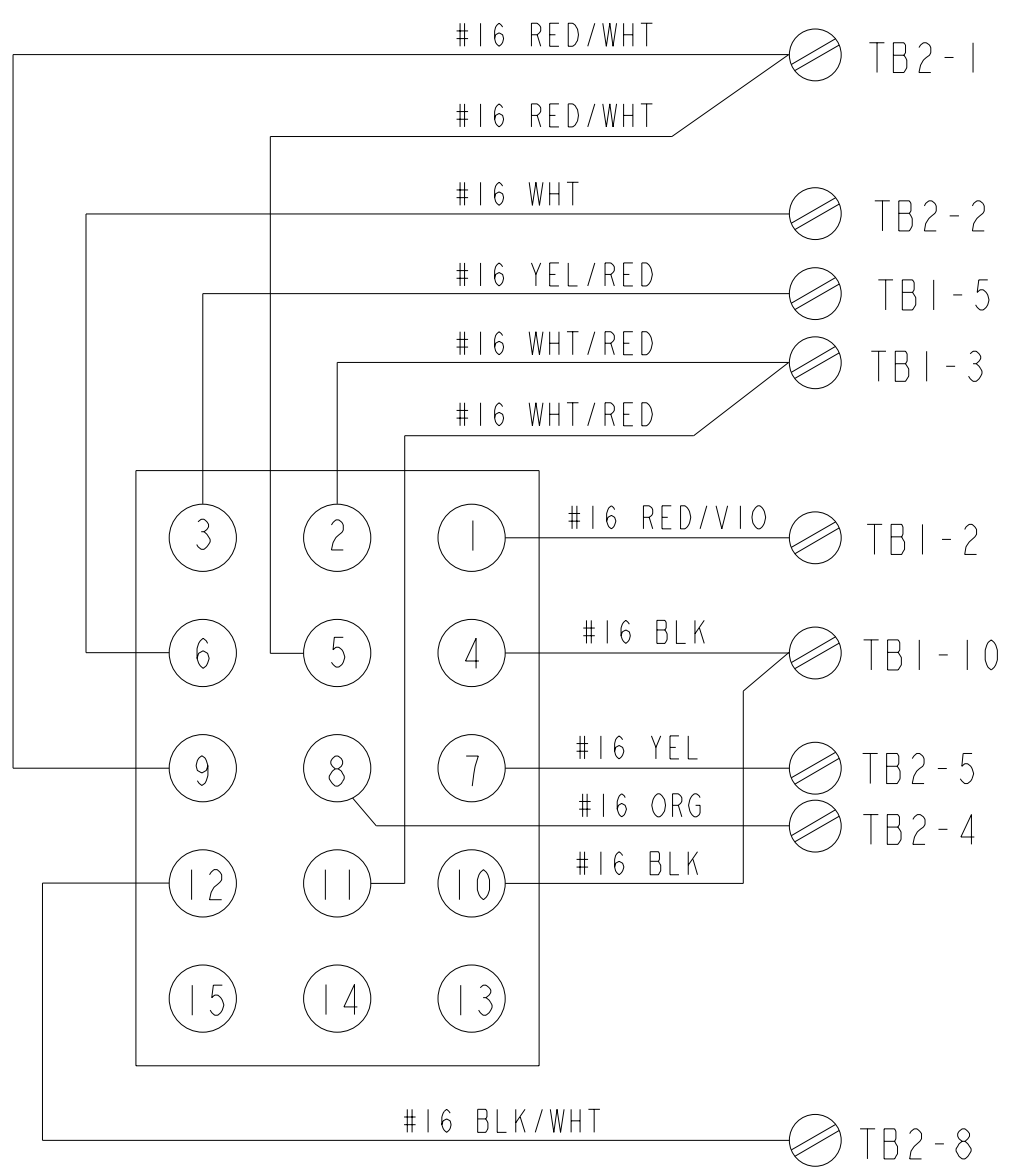 #16 RED/WHT
TB2-1
#16 RED/WHT
#16 WHT
TB2-2
#16 YEL/RED
TB1-5
#16 WHT/RED
TB1-3
#16 WHT/RED
3 2 1
#16 RED/VIO
TB1-2
6 5 4
#16 BLK
TB1-10
9 8 7
#16 YEL
TB2-5
#16 ORG
TB2-4
12 11 10
#16 BLK
15 14 13
#16 BLK/WHT
TB2-8